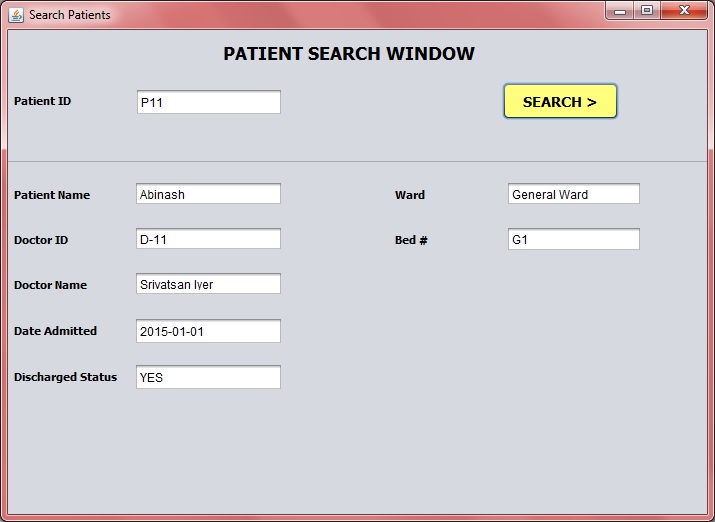 Search Patients
PATIENT SEARCH WINDOW
Patient ID P11 SEARCH >
Patient Name Abinash Ward General Ward
Doctor ID D-11 Bed # G1
Doctor Name Srivatsan Iyer
Date Admitted 2015-01-01
Discharged Status YES